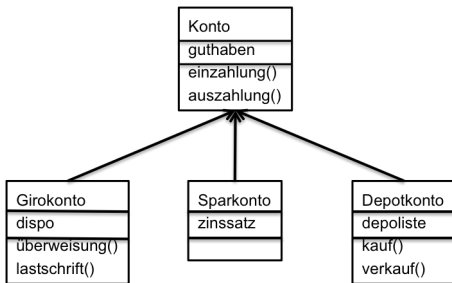 Konto
guthaben
einzahlung()
auszahlung()
Girokonto
dispo
überweisung()
lastschrift()
Sparkonto
zinssatz
Depotkonto
depoliste
kauf()
verkauf()